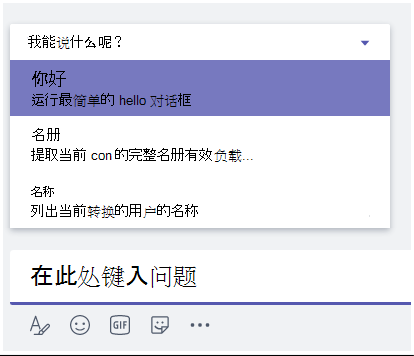 我能说什么呢？
你好
运行最简单的 hello 对话框
名册
提取当前 con的完整名册有效负载...
名称
列出当前转换的用户的名称
在此处键入问题
GIF